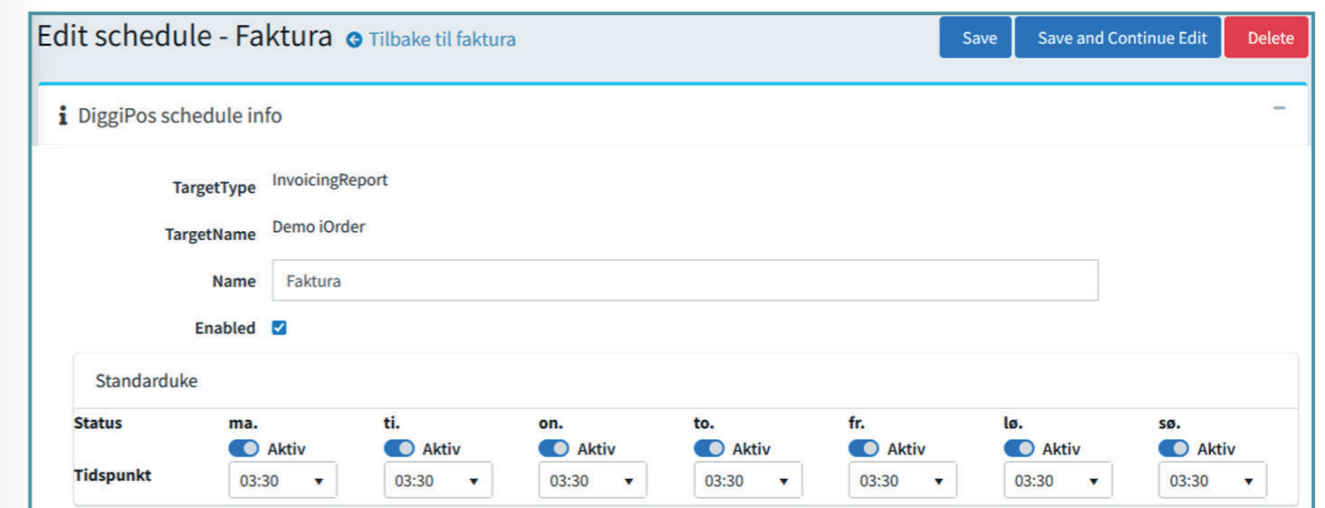 Edit schedule - Faktura Tilbake til faktura Save Save and Continue Edit Delete
DiggiPos schedule info
TargetType InvoicingReport
TargetName Demo iOrder
Name Faktura
Enabled
Standarduke
Status ma. ti. on. to. fr. lø. sø.
Aktiv Aktiv Aktiv Aktiv Aktiv Aktiv Aktiv
Tidspunkt 03:30 03:30 03:30 03:30 03:30 03:30 03:30